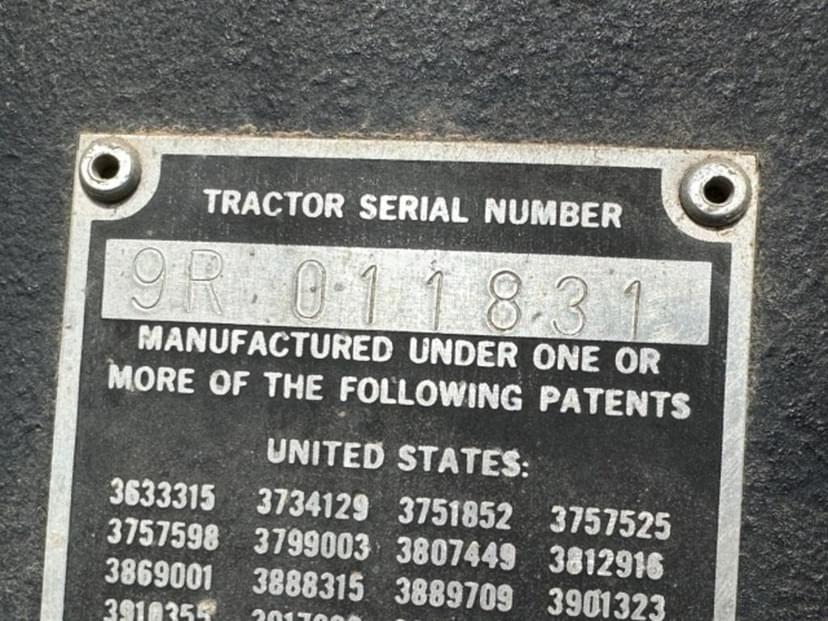 TRACTOR SERIAL NUMBER
9R 011831
MANUFACTURED UNDER ONE OR
MORE OF THE FOLLOWING PATENTS
UNITED STATES:
3633315 3734129 3751852 3757525
3757598 3799003 3807449 3812916
3869001 3888315 3889709 3901323
3910355